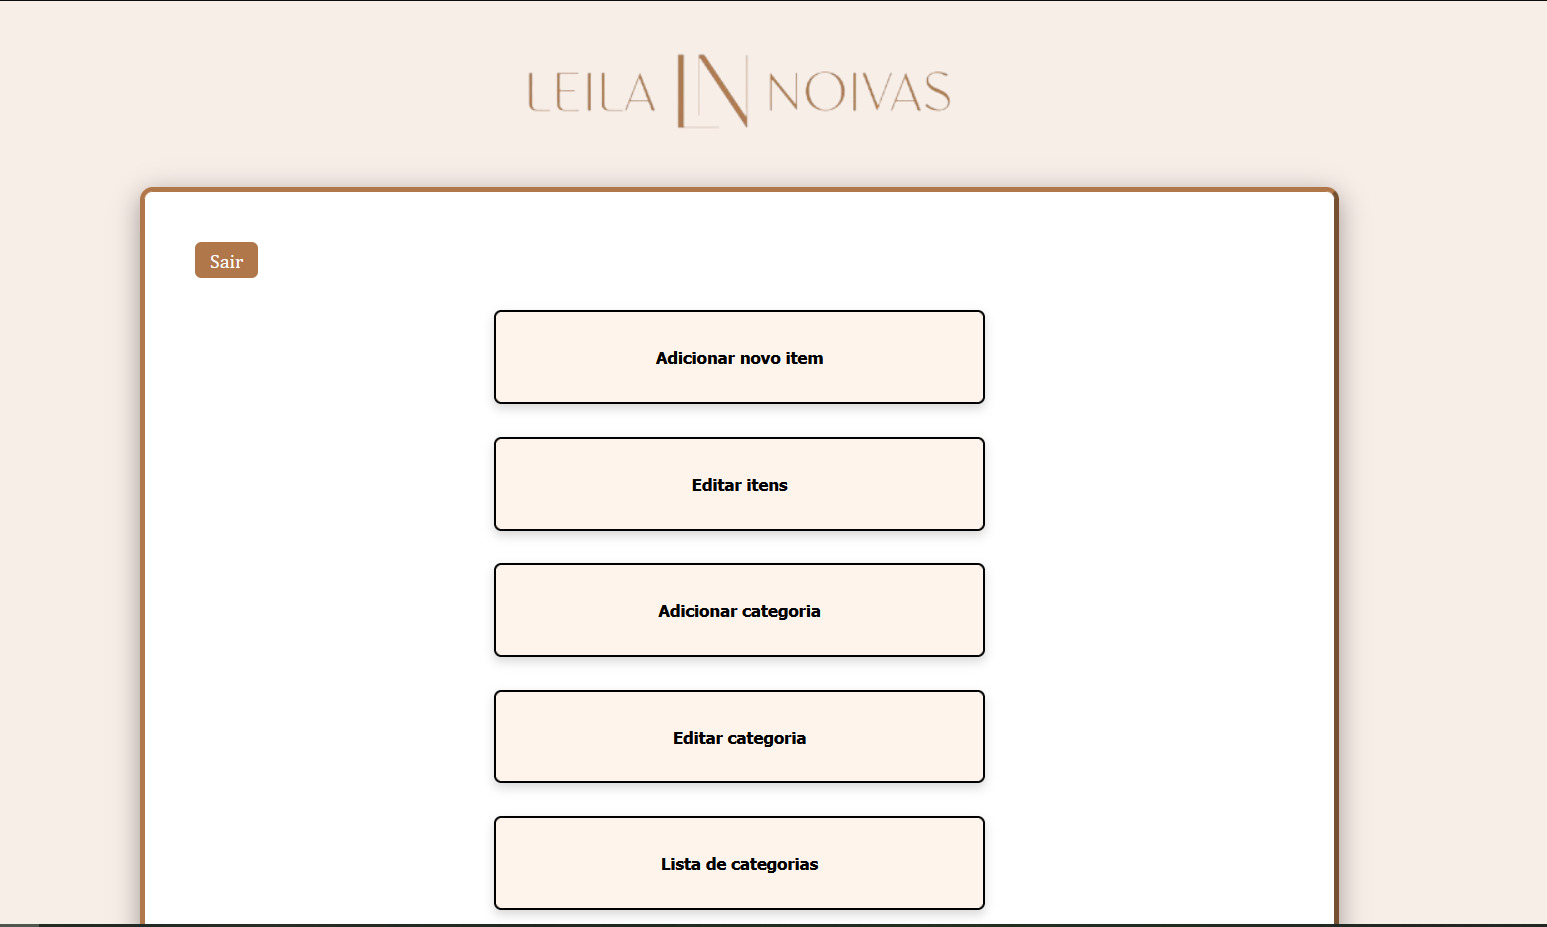 LEILA LN NOIVAS
Sair
Adicionar novo item
Editar itens
Adicionar categoria
Editar categoria
Lista de categorias